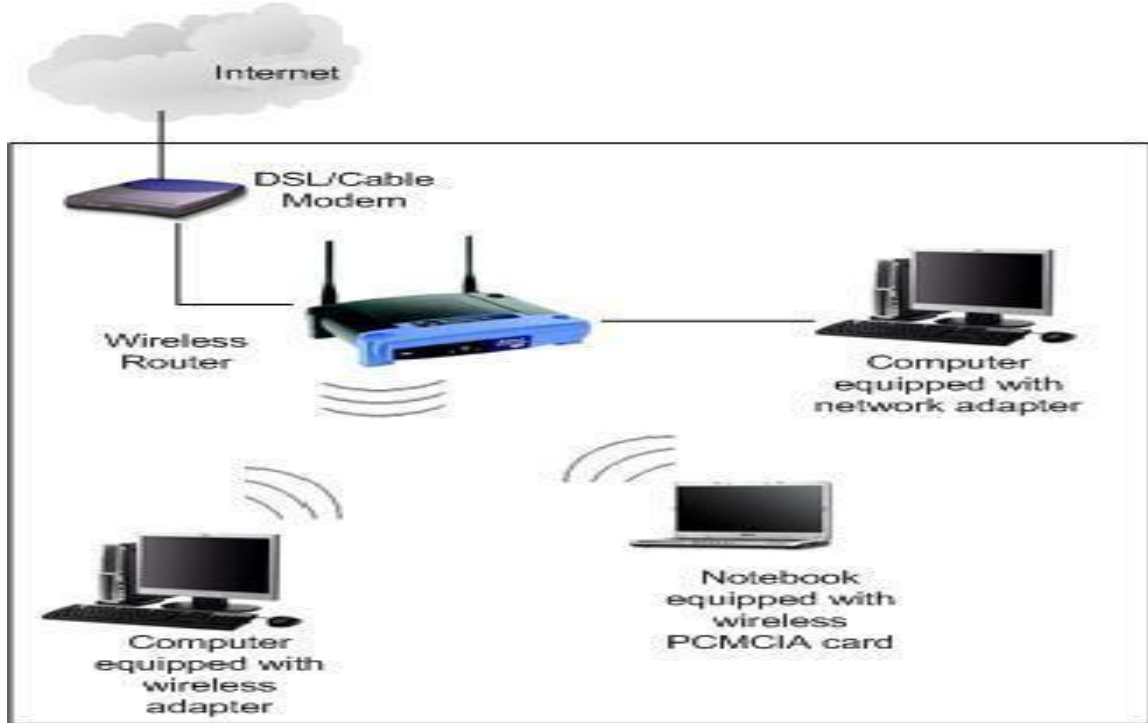 Internet
DSL/Cable
Modem
Wireless
Router
Computer
equipped with
network adapter
Notebook
equipped with
wireless
PCMCIA card
Computer
equipped with
wireless
adapter